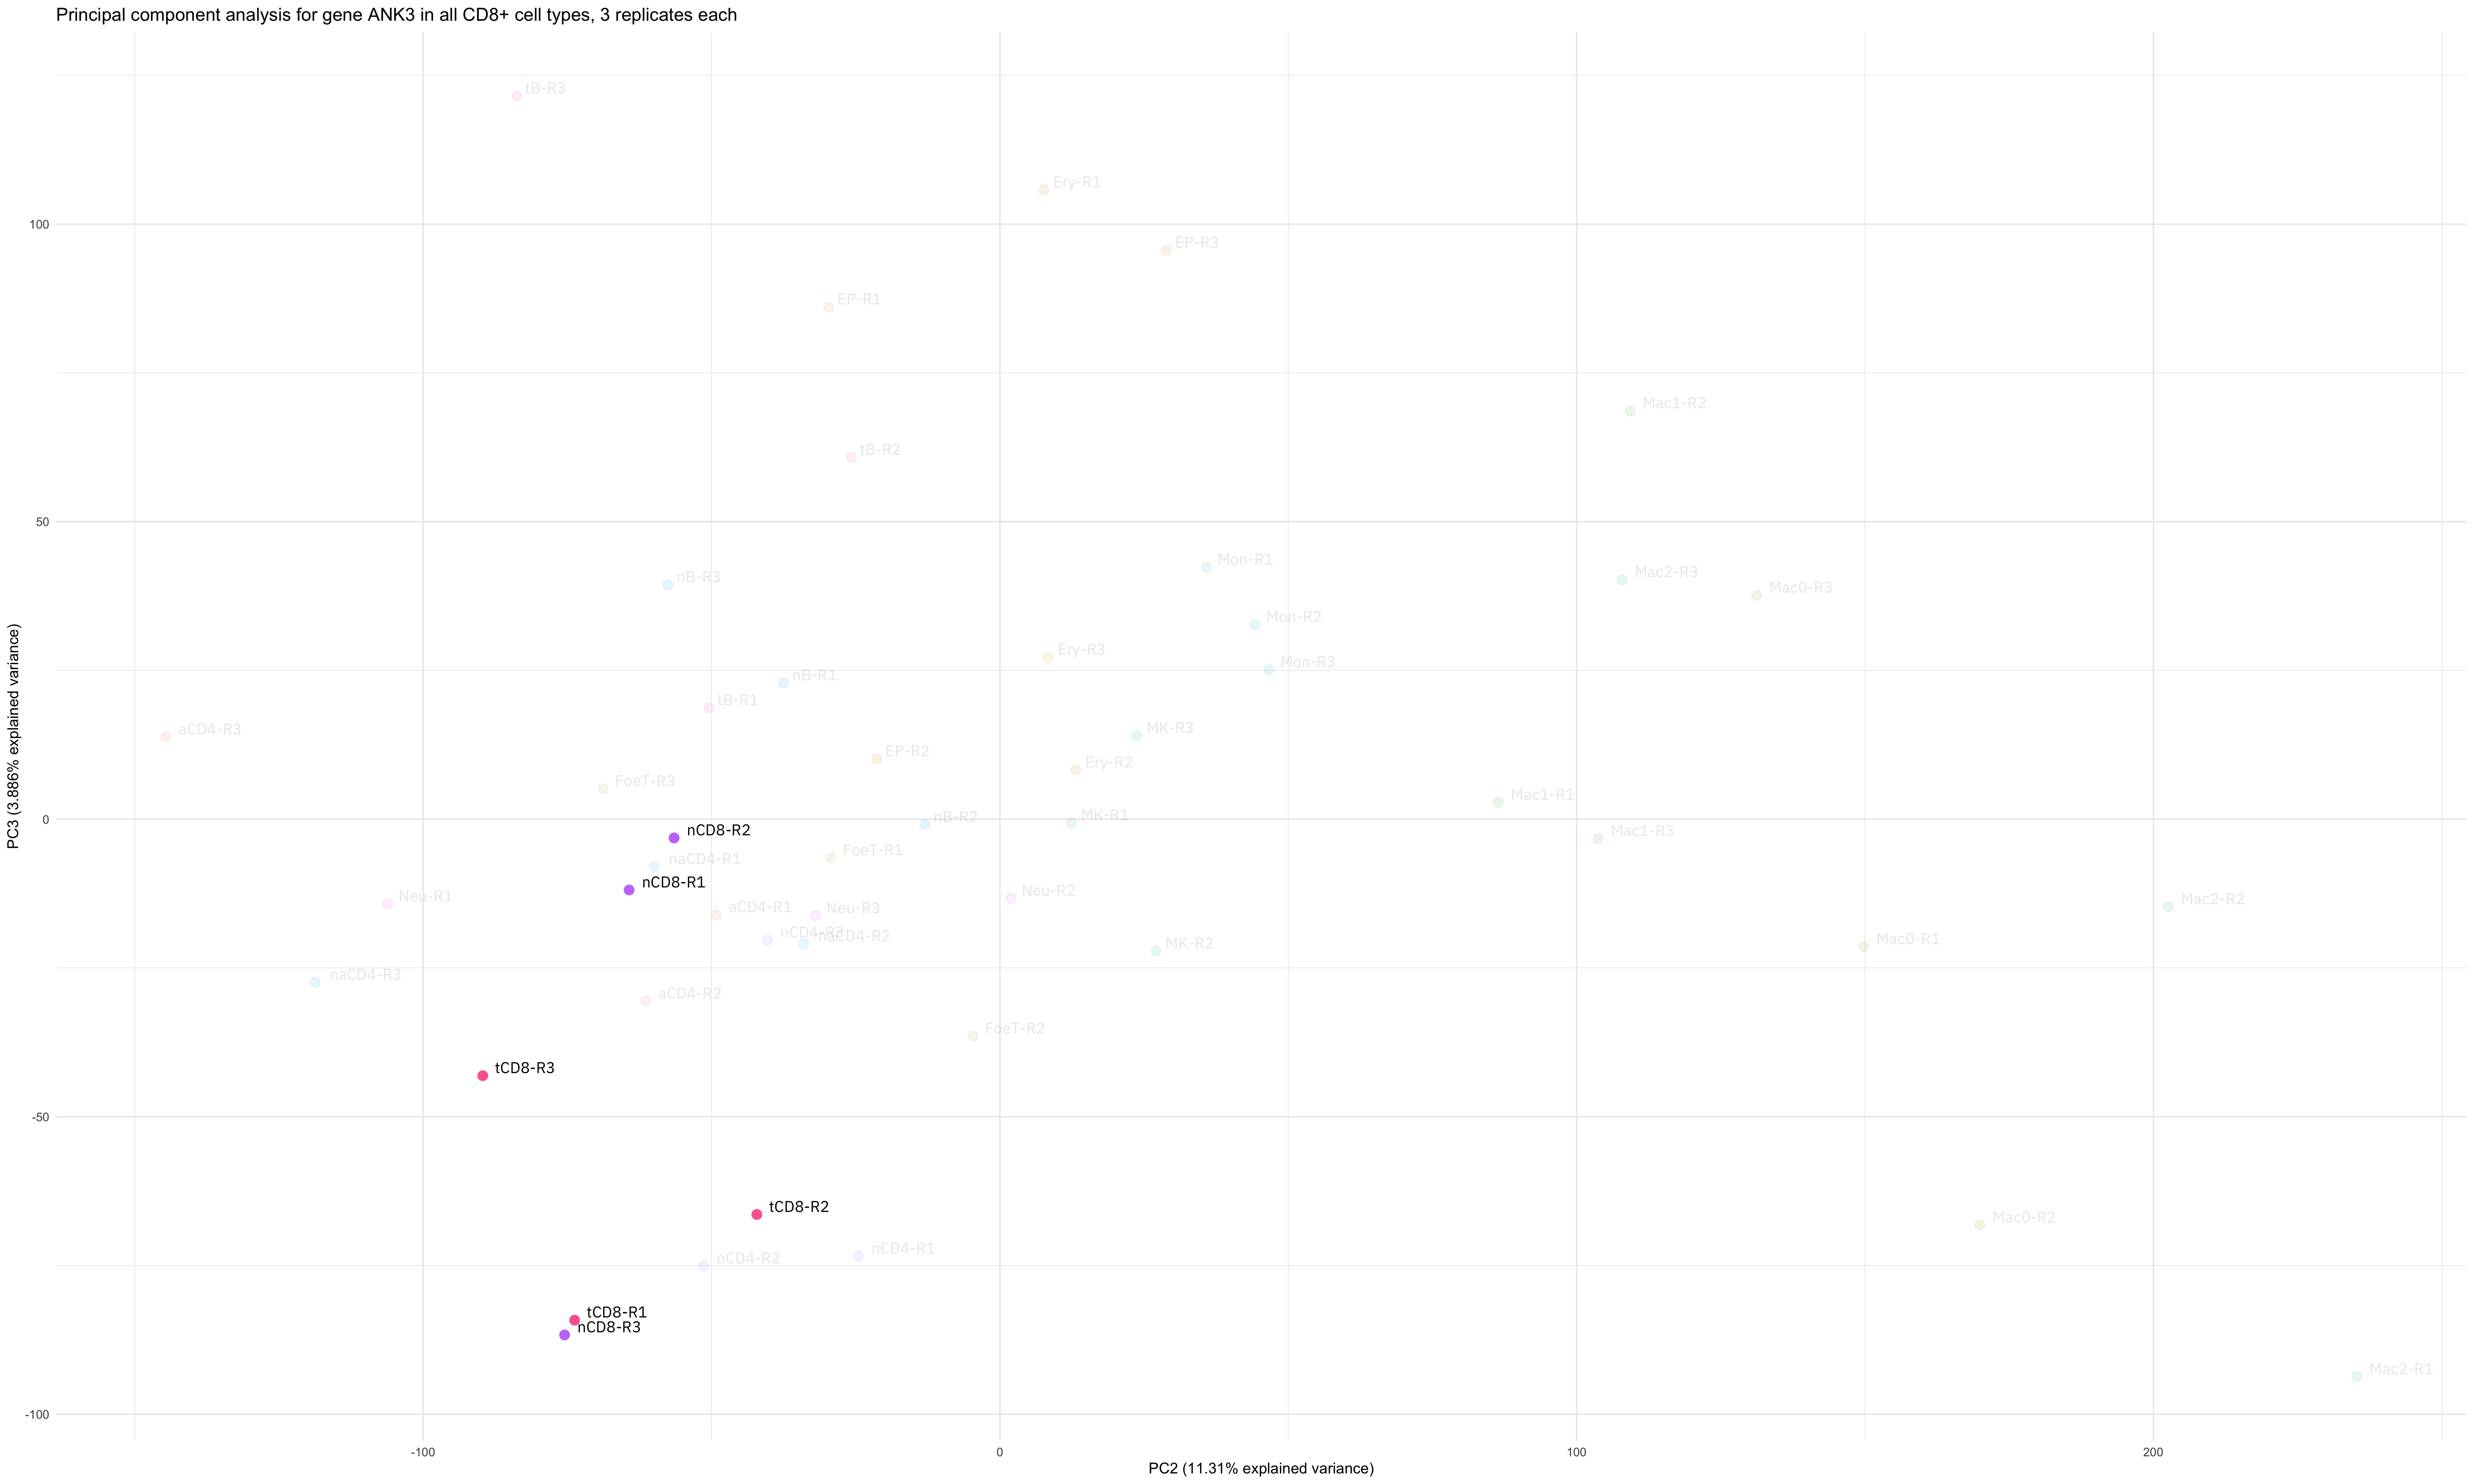 Principal component analysis for gene ANK3 in all CD8+ cell types, 3 replicates each
tB-R3
Ery-R1
100
EP-R3
EP-R1
Mac1-R2
tB-R2
50
Mon-R1
nB-R3
Mac2-R3
Mac0-R3
Mon-R2
Ery-R3
Mon-R3
nB-R1
tB-R1
aCD4-R3
MK-R3
EP-R2
Ery-R2
FoeT-R3
Mac1-R1
PC3 (3.886% explained variance)
0
nB-R2
MK-R1
nCD8-R2
Mac1-R3
FoeT-R1
naCD4-R1
nCD8-R1
Neu-R1
Neu-R2
Mac2-R2
aCD4-R1
Neu-R3
nCD4-R3
naCD4-R2
Mac0-R1
MK-R2
naCD4-R3
aCD4-R2
FoeT-R2
tCD8-R3
-50
tCD8-R2
Mac0-R2
nCD4-R1
nCD4-R2
tCD8-R1
nCD8-R3
Mac2-R1
-100
-100
0
100
200
PC2 (11.31% explained variance)